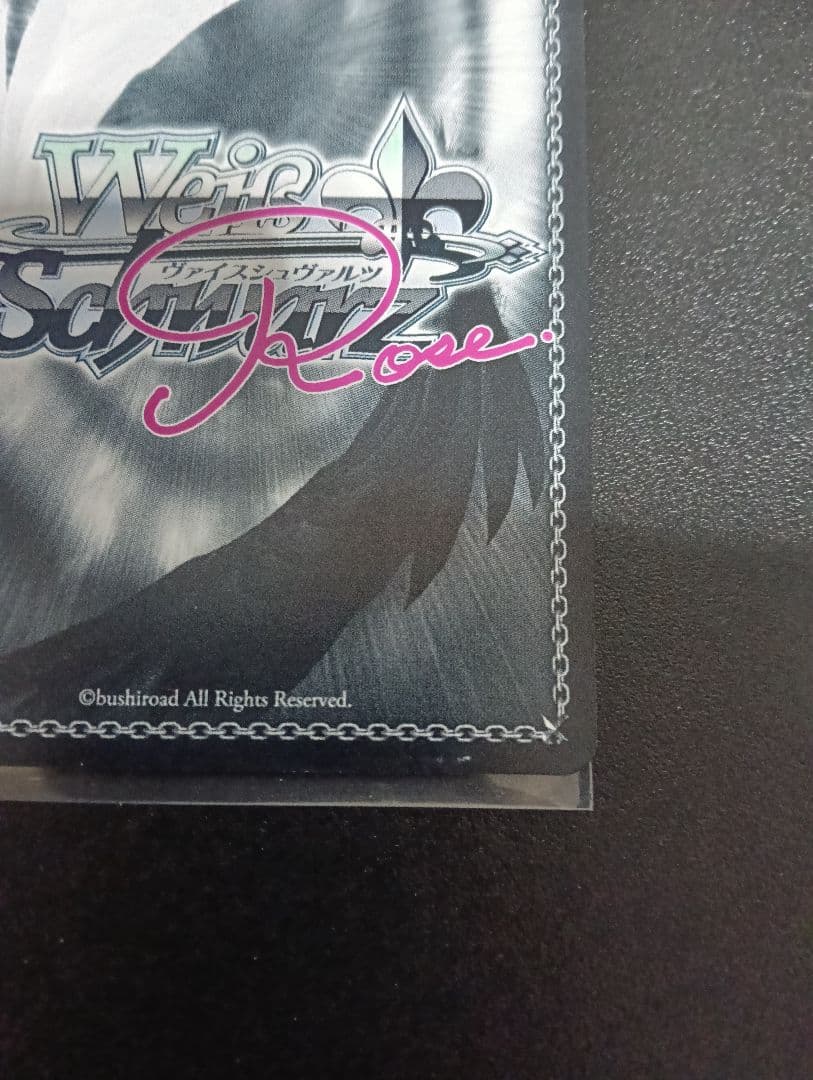 Weiß
ヴァイスシュヴァルツ
Schwarz
Rose.
©bushiroad All Rights Reserved.